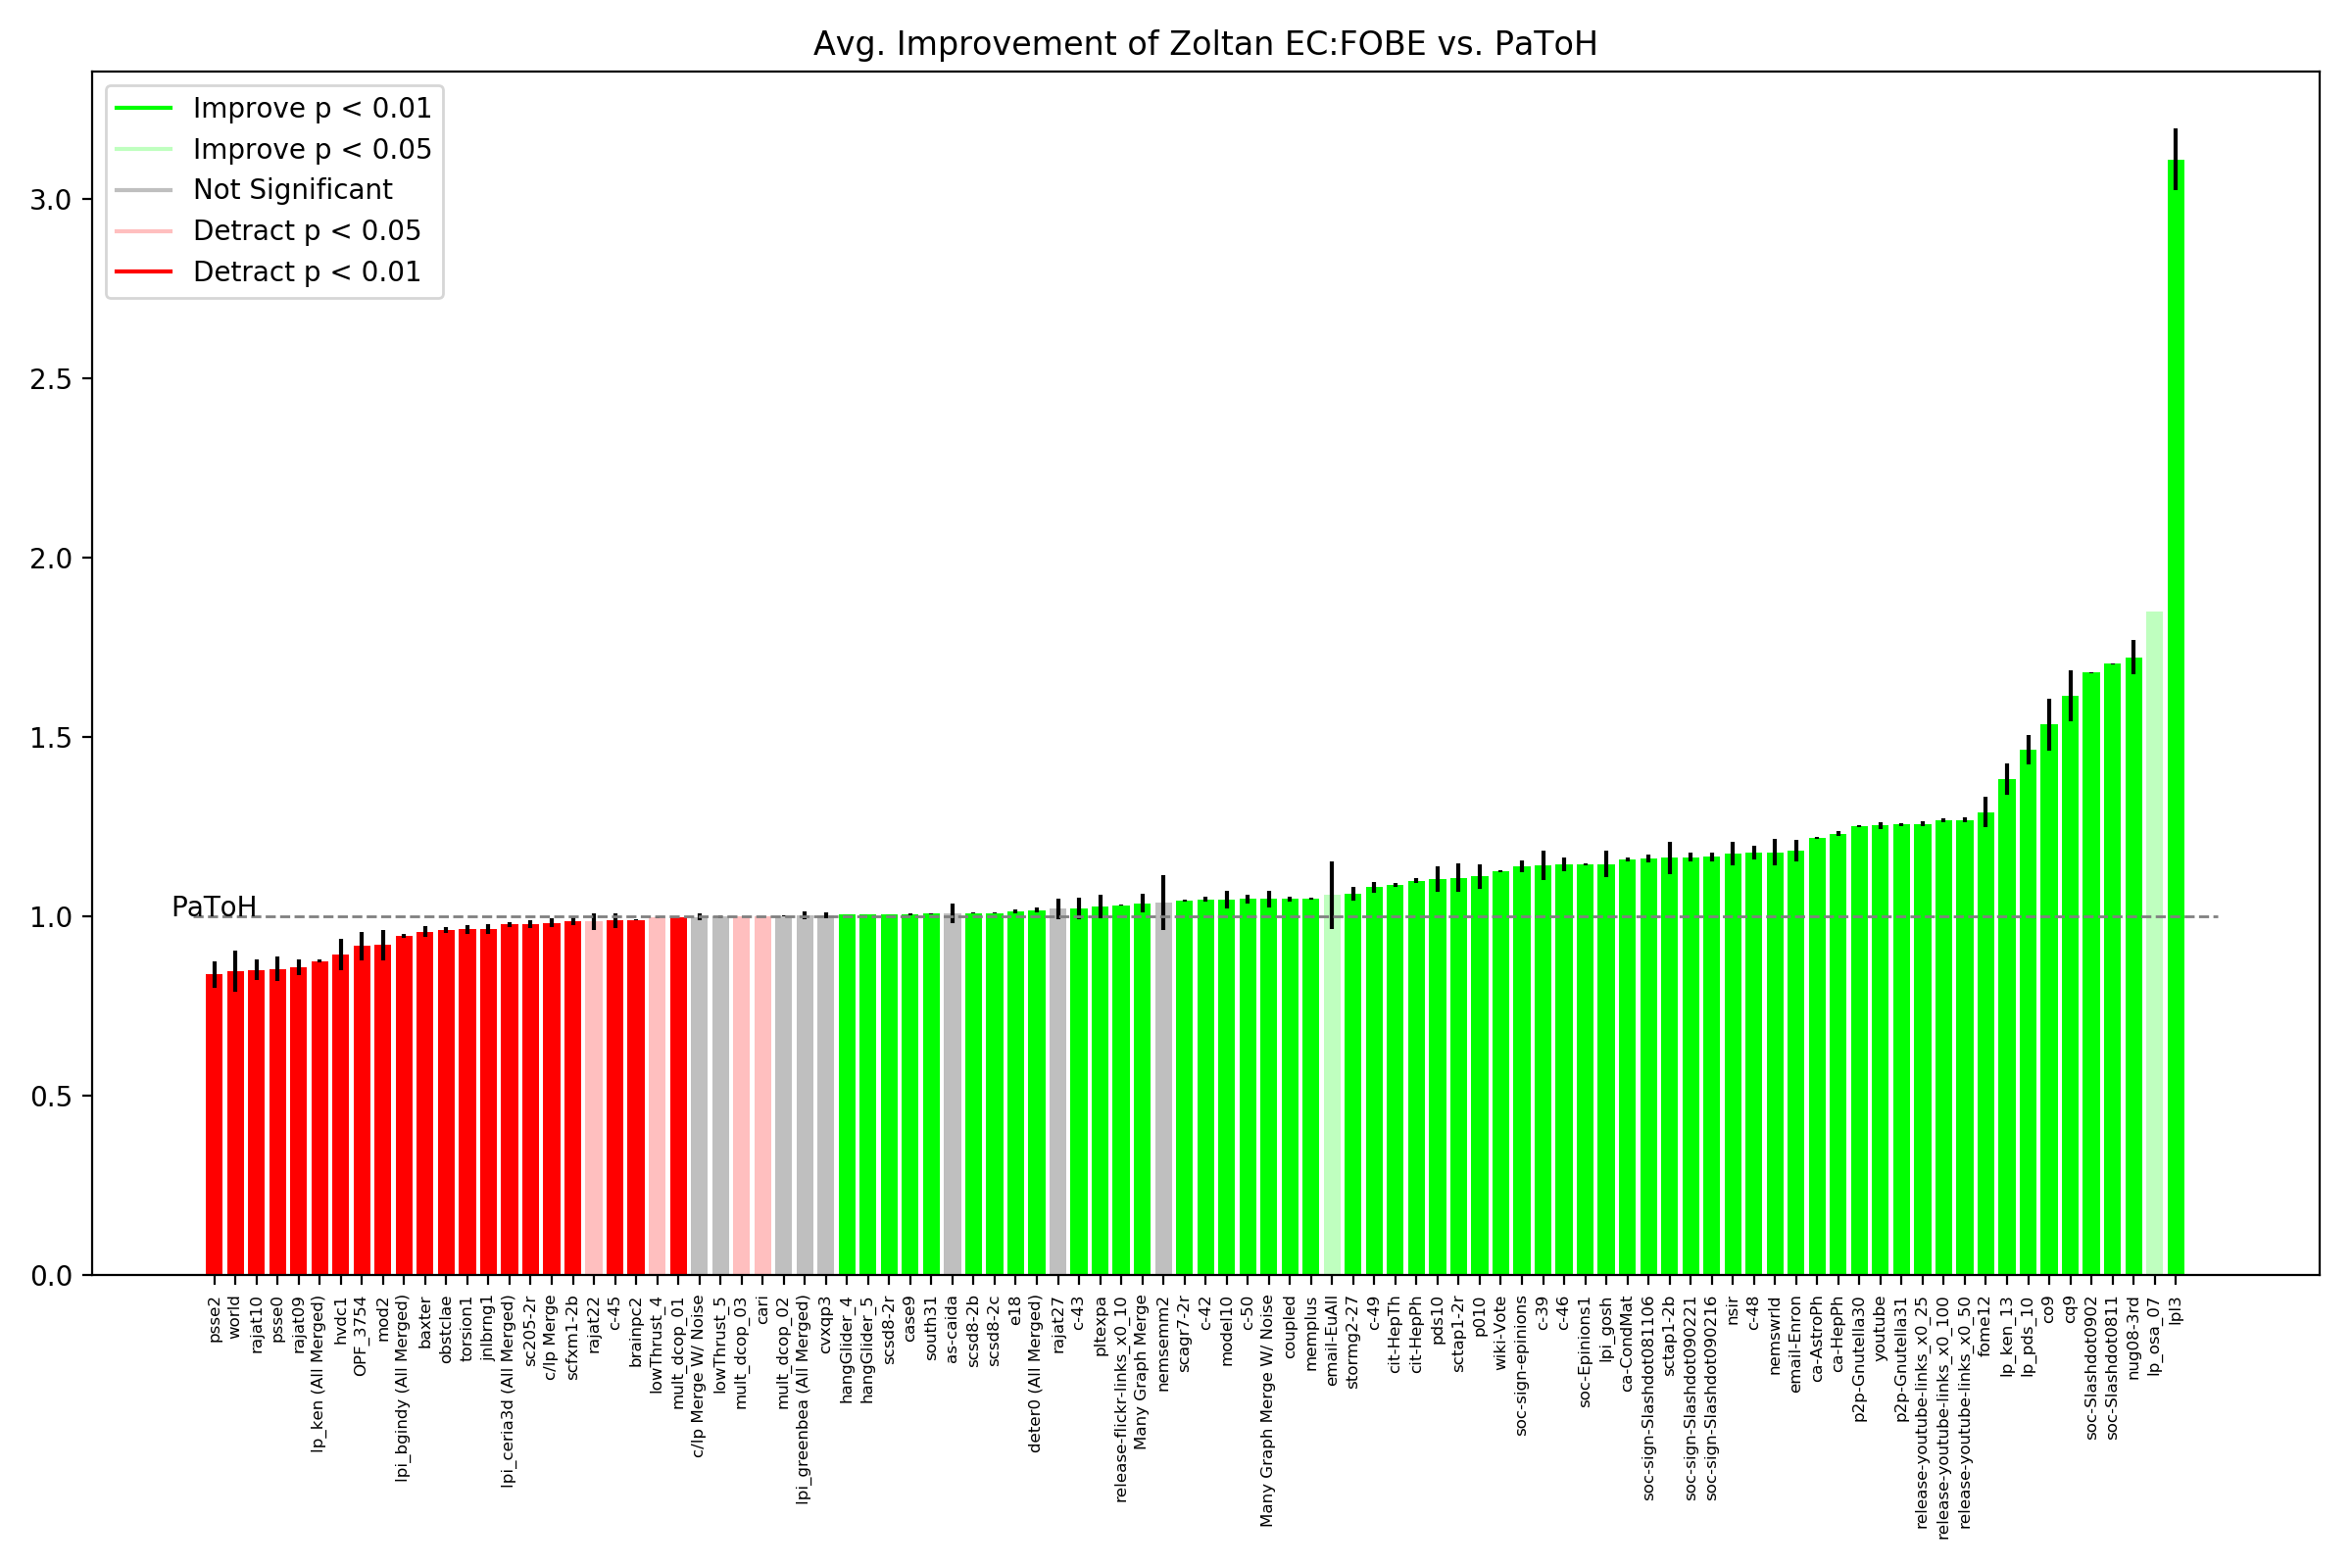 Avg. Improvement of Zoltan EC:FOBE vs. PaToH
Improve p < 0.01
Improve p < 0.05
Not Significant
Detract p < 0.05
Detract p < 0.01
3.0
2.5
2.0
1.5
1.0
0.5
0.0
PaToH
psse2
world
rajat10
psse0
rajat09
lp_ken (All Merged)
hvdc1
OPF_3754
mod2
lpi_bgindy (All Merged)
baxter
obstclae
torsion1
jnlbrng1
lpi_ceria3d (All Merged)
sc205-2r
c/lp Merge
scfxm1-2b
rajat22
c-45
brainpc2
lowThrust_4
mult_dcop_01
c/lp Merge W/ Noise
lowThrust_5
mult_dcop_03
cari
mult_dcop_02
lpi_greenbea (All Merged)
cvxqp3
hangGlider_4
hangGlider_5
scsd8-2r
case9
south31
as-caida
scsd8-2b
scsd8-2c
e18
deter0 (All Merged)
rajat27
c-43
pltexpa
release-flickr-links_x0_10
Many Graph Merge
nemsemm2
scagr7-2r
c-42
model10
c-50
Many Graph Merge W/ Noise
coupled
memplus
email-EuAll
stormg2-27
c-49
cit-HepTh
cit-HepPh
pds10
sctap1-2r
p010
wiki-Vote
soc-sign-epinions
c-39
c-46
soc-Epinions1
lpi_gosh
ca-CondMat
soc-sign-Slashdot081106
sctap1-2b
soc-sign-Slashdot090221
soc-sign-Slashdot090216
nsir
c-48
nemswrld
email-Enron
ca-AstroPh
ca-HepPh
p2p-Gnutella30
youtube
p2p-Gnutella31
release-youtube-links_x0_25
release-youtube-links_x0_100
release-youtube-links_x0_50
fome12
lp_ken_13
lp_pds_10
co9
cq9
soc-Slashdot0902
soc-Slashdot0811
nug08-3rd
lp_osa_07
lpl3